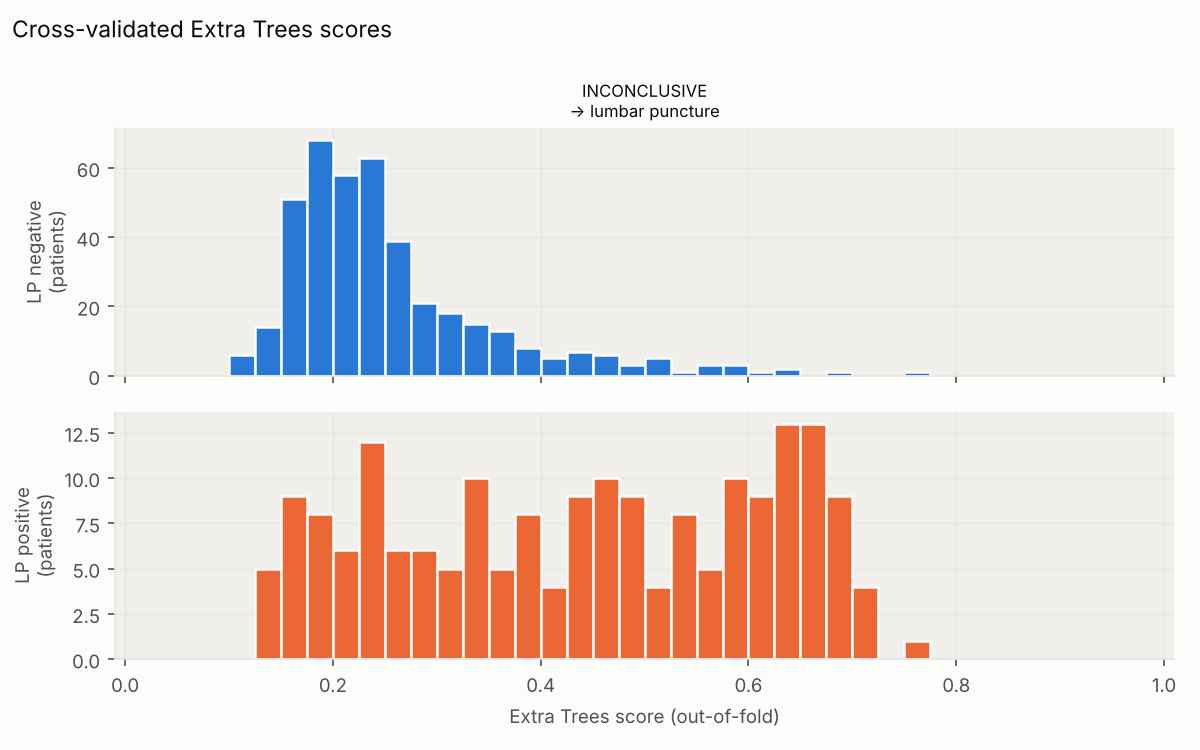 Cross-validated Extra Trees scores
INCONCLUSIVE
→ lumbar puncture
LP negative
(patients)
60
40
20
0
LP positive
(patients)
12.5
10.0
7.5
5.0
2.5
0.0
0.0
0.2
0.4
0.6
0.8
1.0
Extra Trees score (out-of-fold)